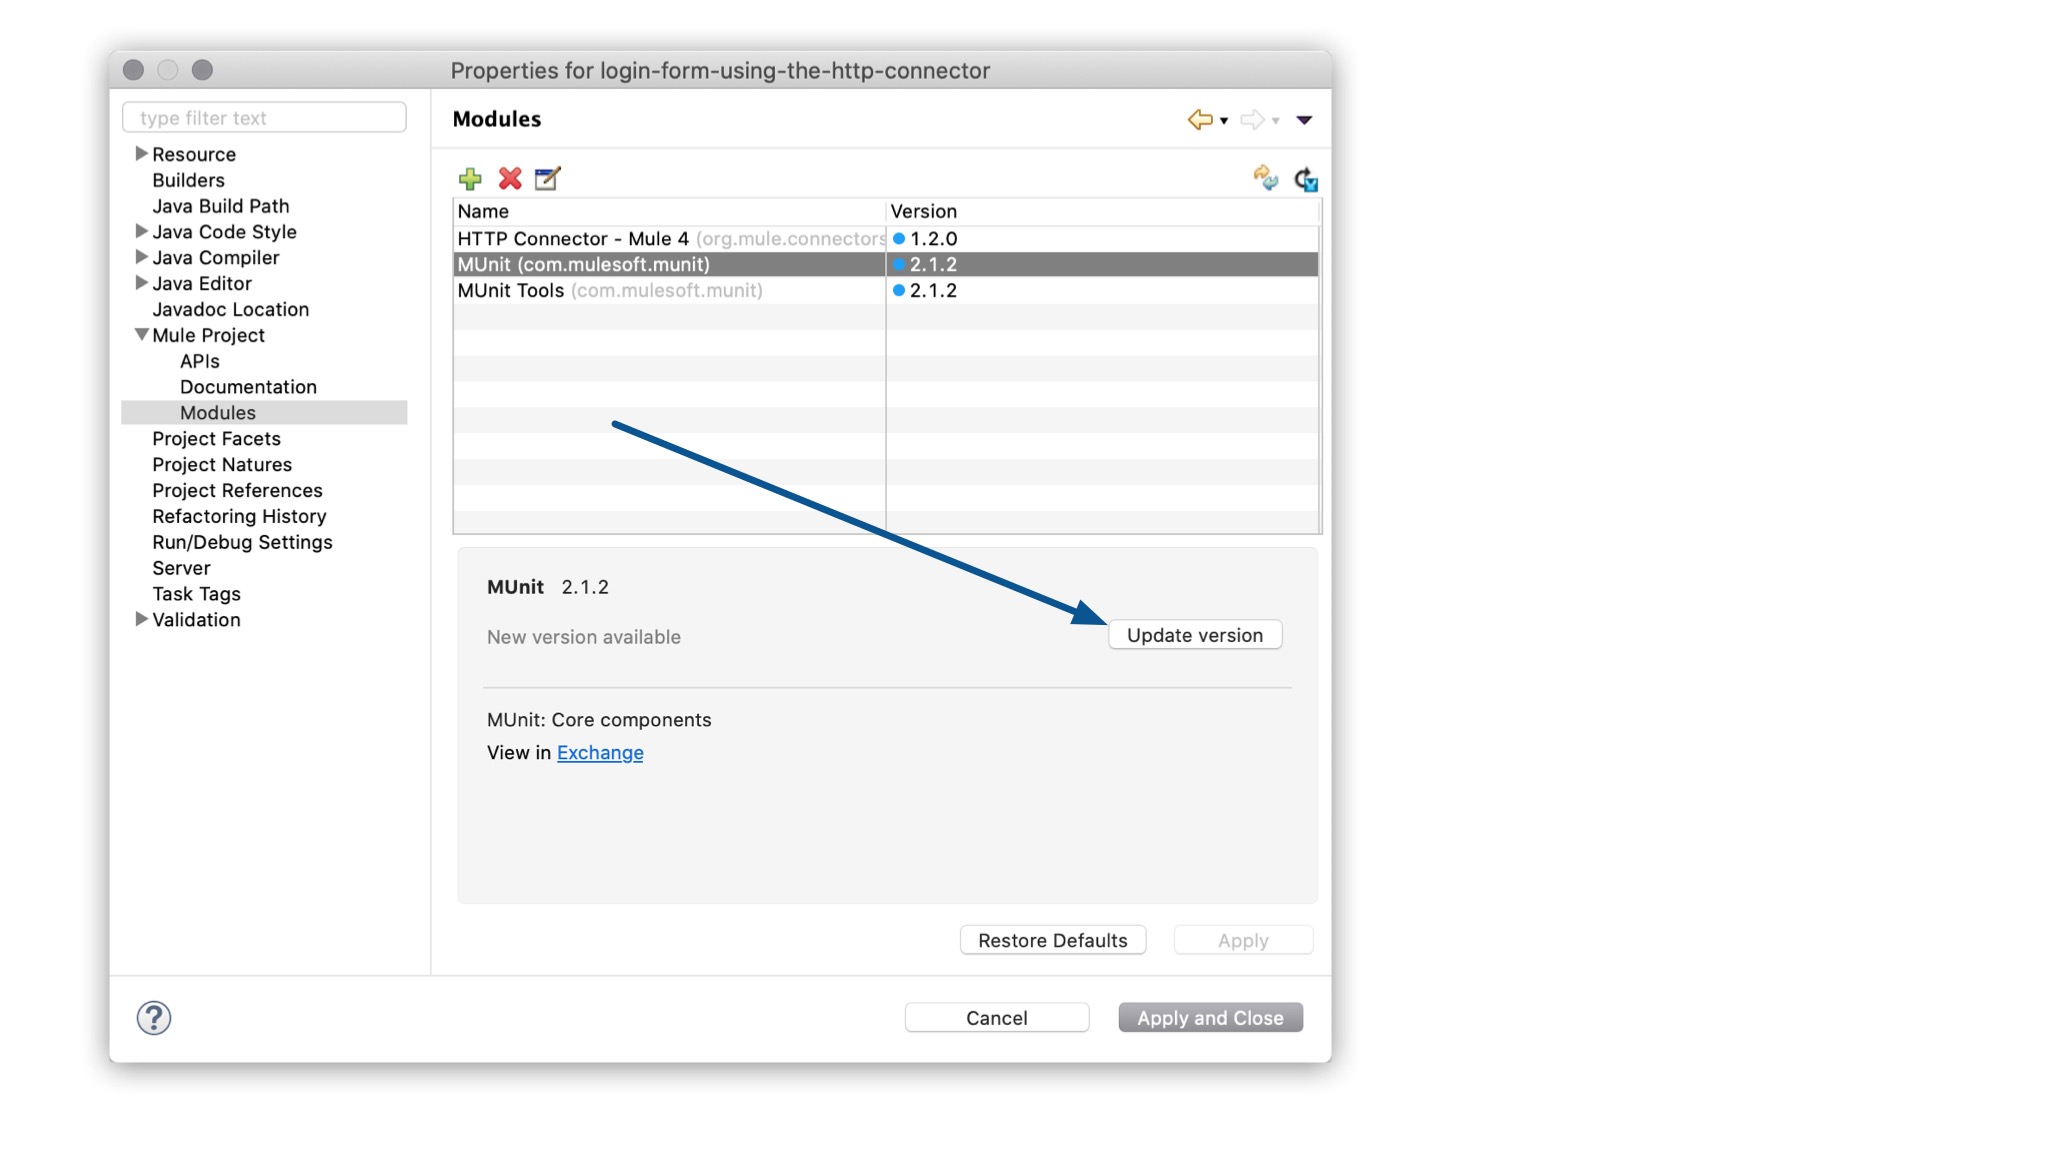 Properties for login-form-using-the-http-connector
type filter text
Resource
Builders
Java Build Path
Java Code Style
Java Compiler
Java Editor
Javadoc Location
Mule Project
APIs
Documentation
Modules
Project Facets
Project Natures
Project References
Refactoring History
Run/Debug Settings
Server
Task Tags
Validation
Modules
Name Version
HTTP Connector - Mule 4 (org.mule.connectors 1.2.0
MUnit (com.mulesoft.munit) 2.1.2
MUnit Tools (com.mulesoft.munit) 2.1.2
MUnit 2.1.2
New version available Update version
MUnit: Core components
View in Exchange
Restore Defaults Apply
? Cancel Apply and Close